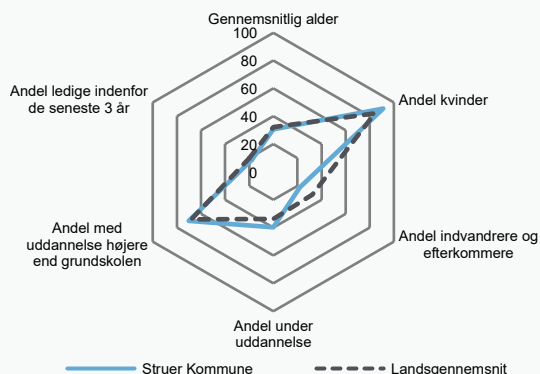 Gennemsnitlig alder
100
80
60
40
20
0
Andel kvinder
Andel indvandrere og
efterkommere
Andel under
uddannelse
Andel med
uddannelse højere
end grundskolen
Andel ledige indenfor
de seneste 3 år
Struer Kommune
Landsgennemsnit